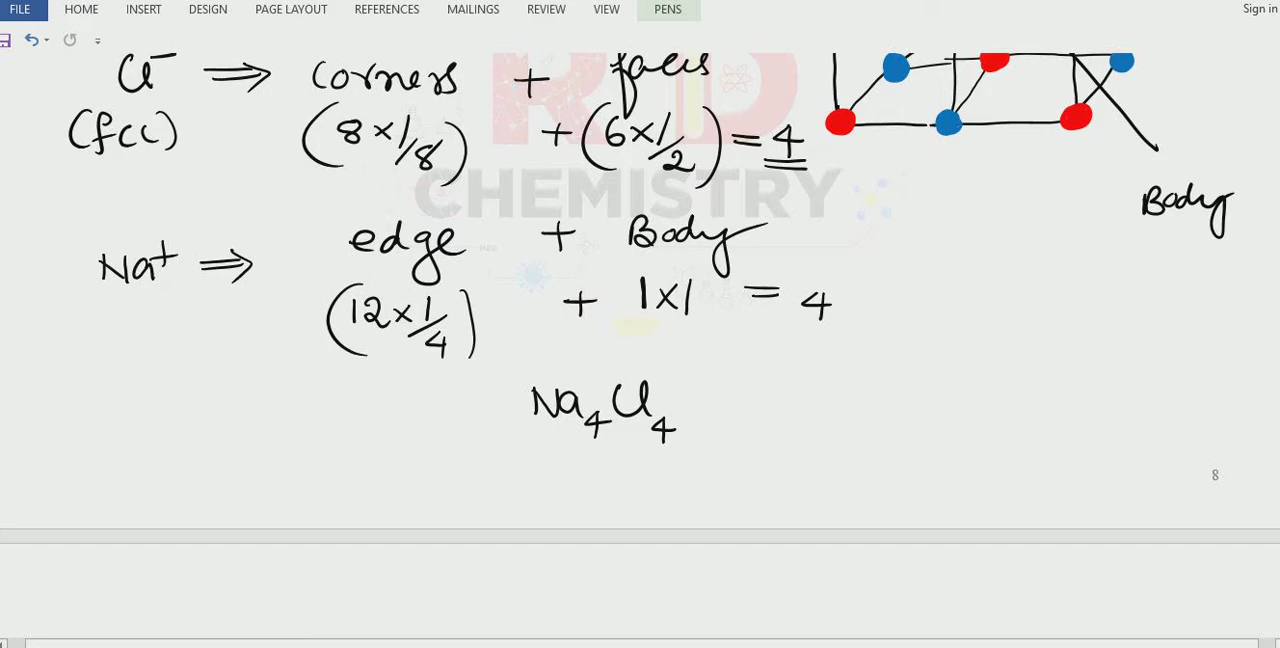 FILE HOME INSERT DESIGN PAGE LAYOUT REFERENCES MAILINGS REVIEW VIEW PENS Sign in
Cl⁻ ⇒ Corners + faces
(fcc) (8×1/8) + (6×1/2) = 4
CHEMISTRY
Body
edge + Body
Na⁺ ⇒
(12×1/4) + 1×1 = 4
Na₄Cl₄
8